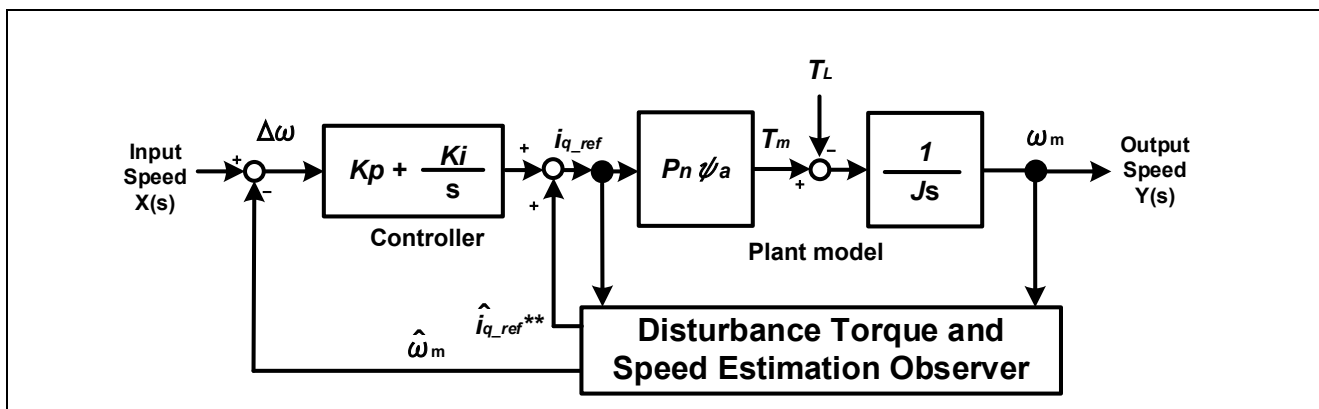 T_L
Δω
i_q_ref
T_m
ω_m
Input
Speed
X(s)
+
−
Kp + Ki/s
+
+
P_n ψ_a
+
−
1/Js
Output
Speed
Y(s)
Controller
Plant model
î_q_ref**
ω̂_m
Disturbance Torque and
Speed Estimation Observer